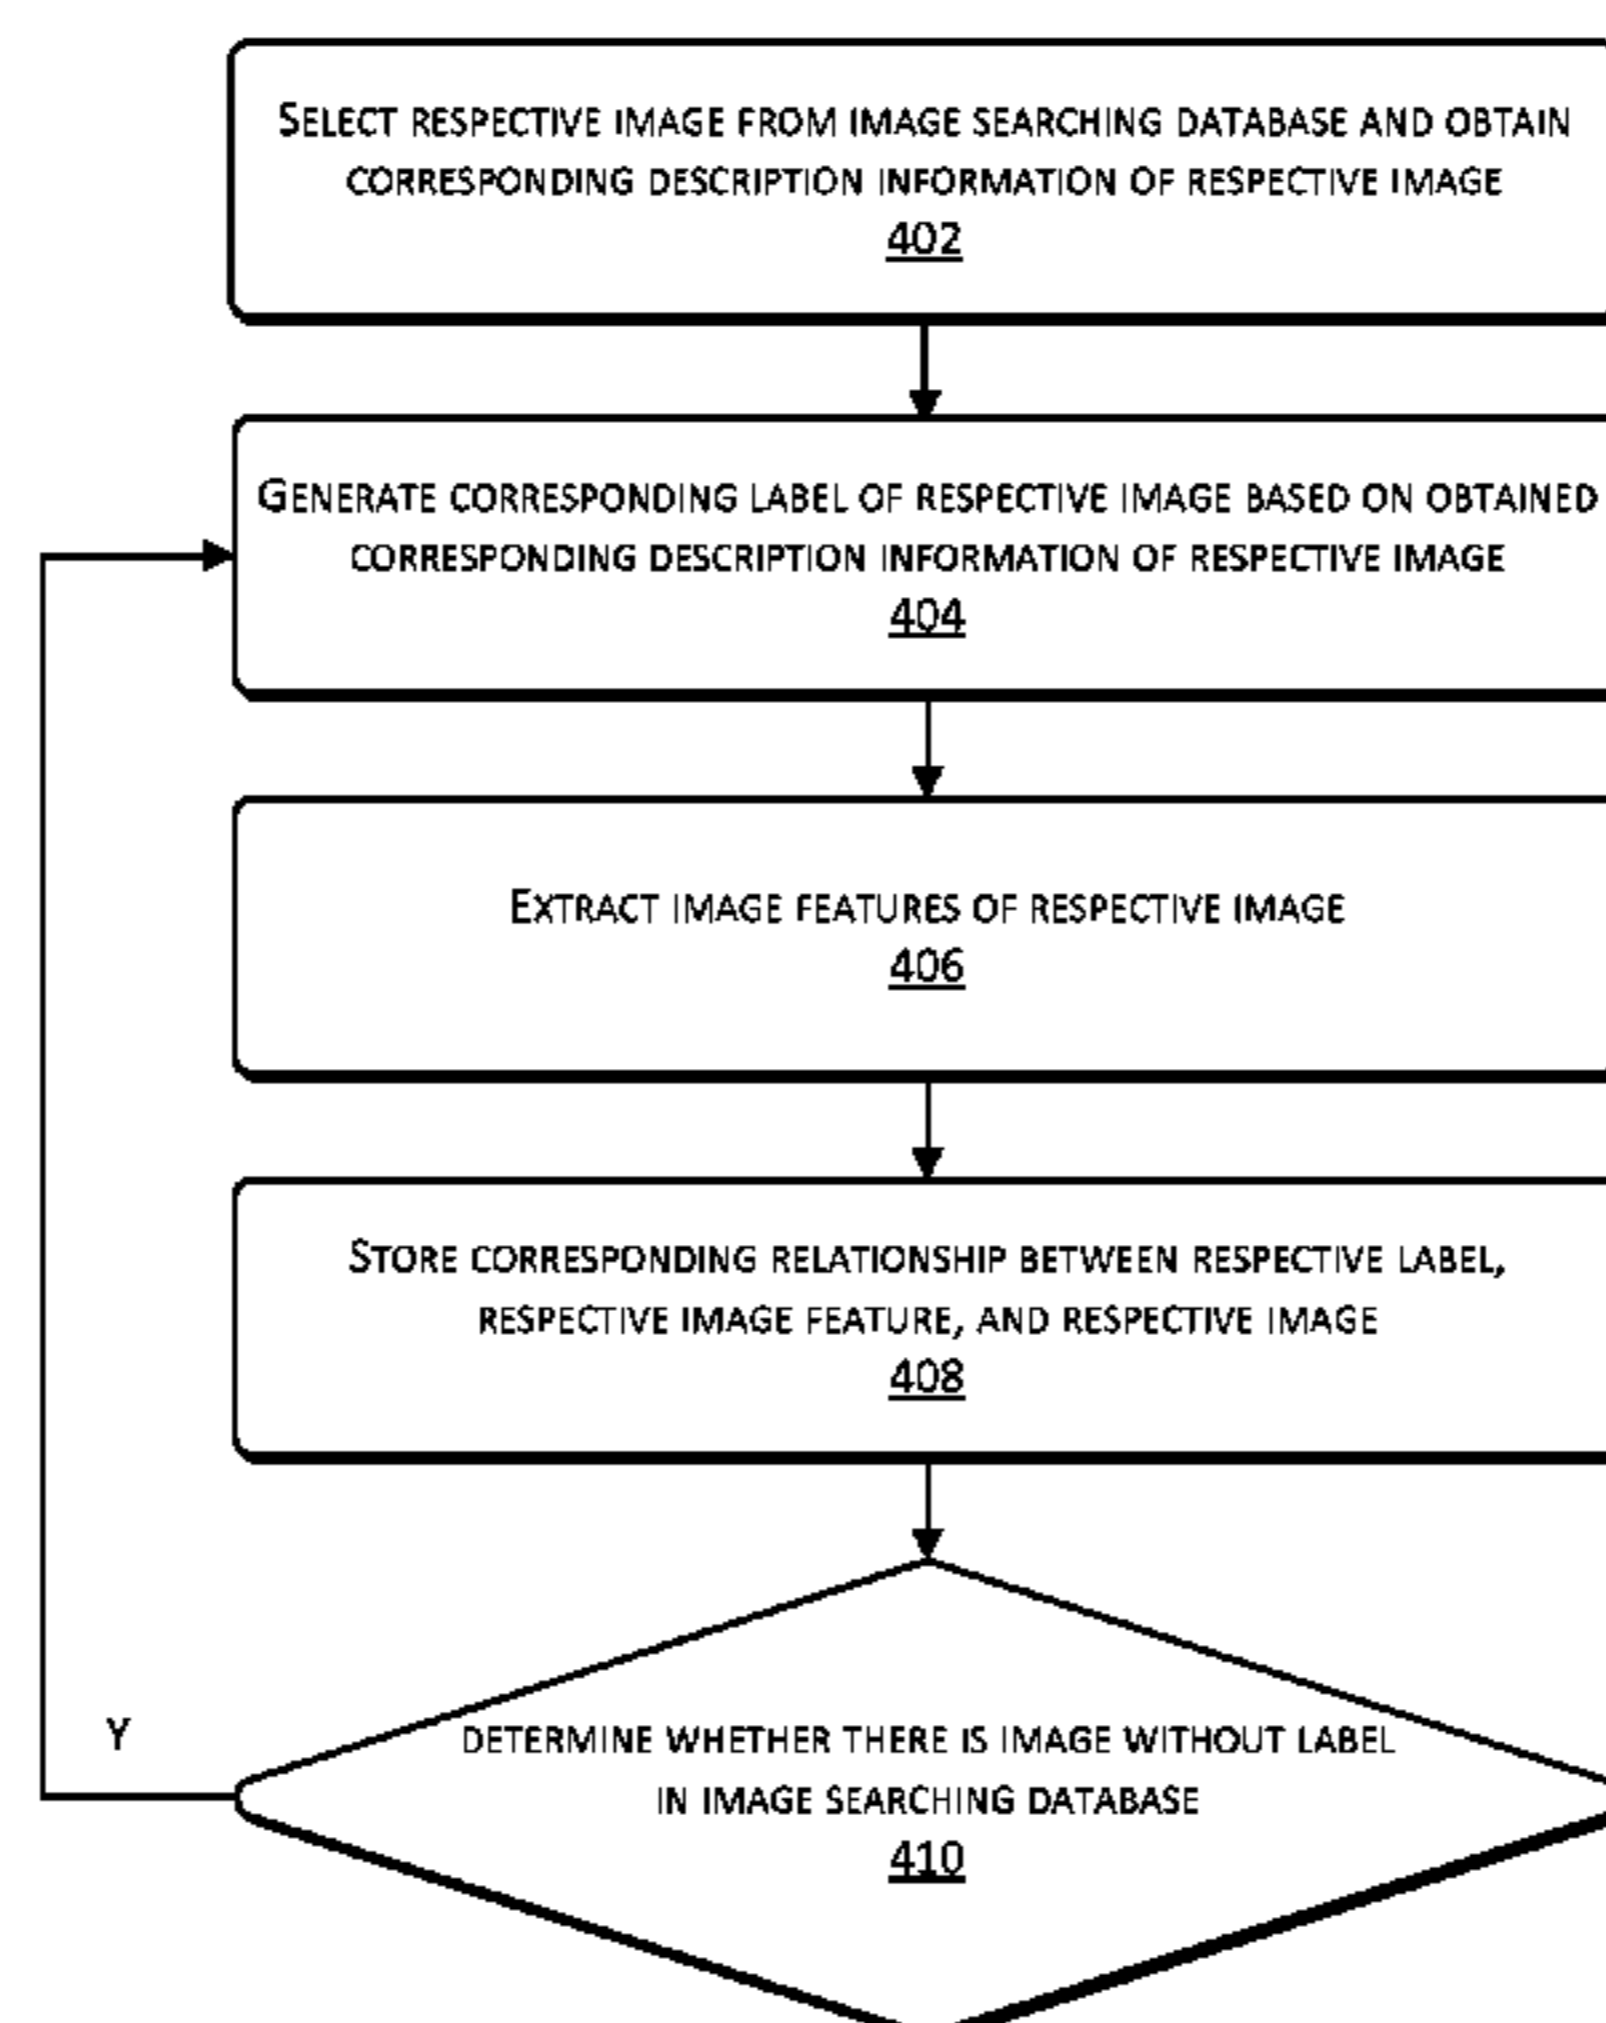 SELECT RESPECTIVE IMAGE FROM IMAGE SEARCHING DATABASE AND OBTAIN
CORRESPONDING DESCRIPTION INFORMATION OF RESPECTIVE IMAGE
402
GENERATE CORRESPONDING LABEL OF RESPECTIVE IMAGE BASED ON OBTAINED
CORRESPONDING DESCRIPTION INFORMATION OF RESPECTIVE IMAGE
404
EXTRACT IMAGE FEATURES OF RESPECTIVE IMAGE
406
STORE CORRESPONDING RELATIONSHIP BETWEEN RESPECTIVE LABEL,
RESPECTIVE IMAGE FEATURE, AND RESPECTIVE IMAGE
408
Y
DETERMINE WHETHER THERE IS IMAGE WITHOUT LABEL
IN IMAGE SEARCHING DATABASE
410